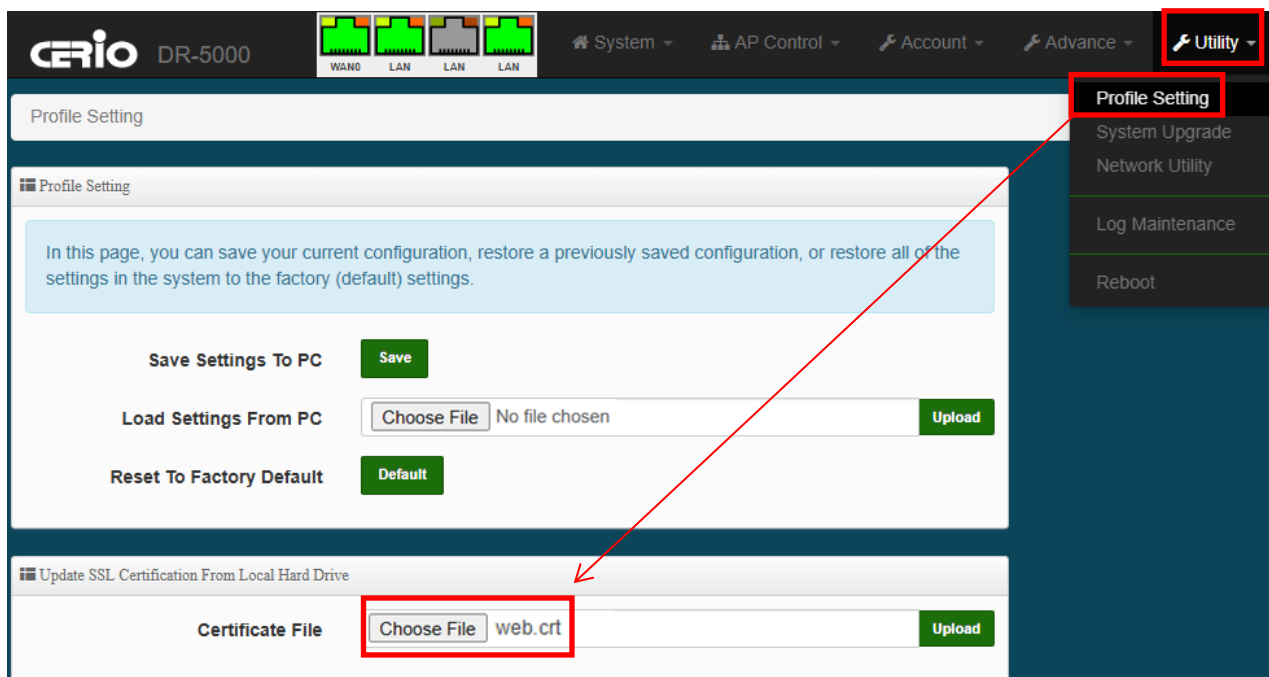 CERIO DR-5000
WAN0 LAN LAN LAN
System
AP Control
Account
Advance
Utility
Profile Setting
System Upgrade
Network Utility
Log Maintenance
Reboot
Profile Setting
Profile Setting
In this page, you can save your current configuration, restore a previously saved configuration, or restore all of the
settings in the system to the factory (default) settings.
Save Settings To PC Save
Load Settings From PC Choose File No file chosen Upload
Reset To Factory Default Default
Update SSL Certification From Local Hard Drive
Certificate File Choose File web.crt Upload